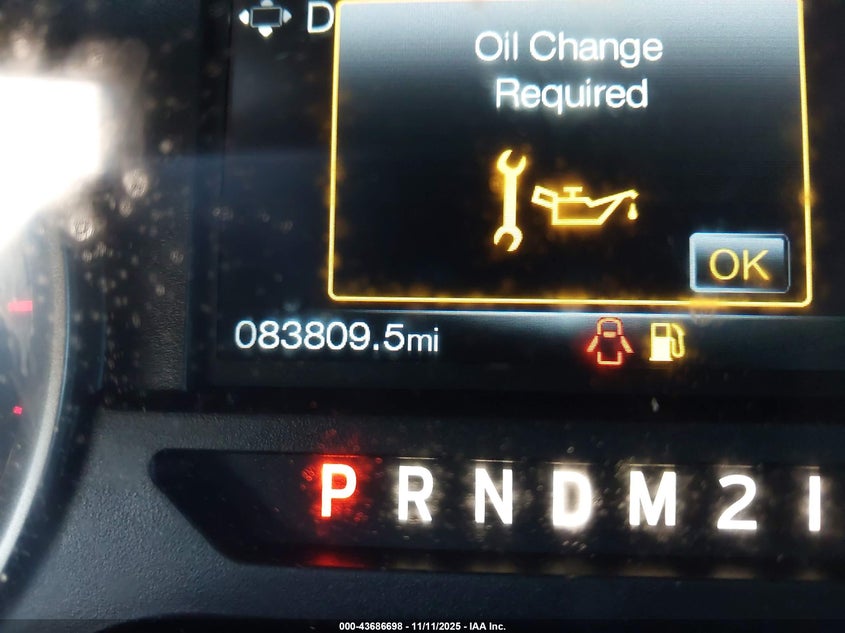 D
Oil Change
Required
OK
083809.5mi
P R N D M 2 1
000-43686698 - 11/11/2025 - IAA Inc.